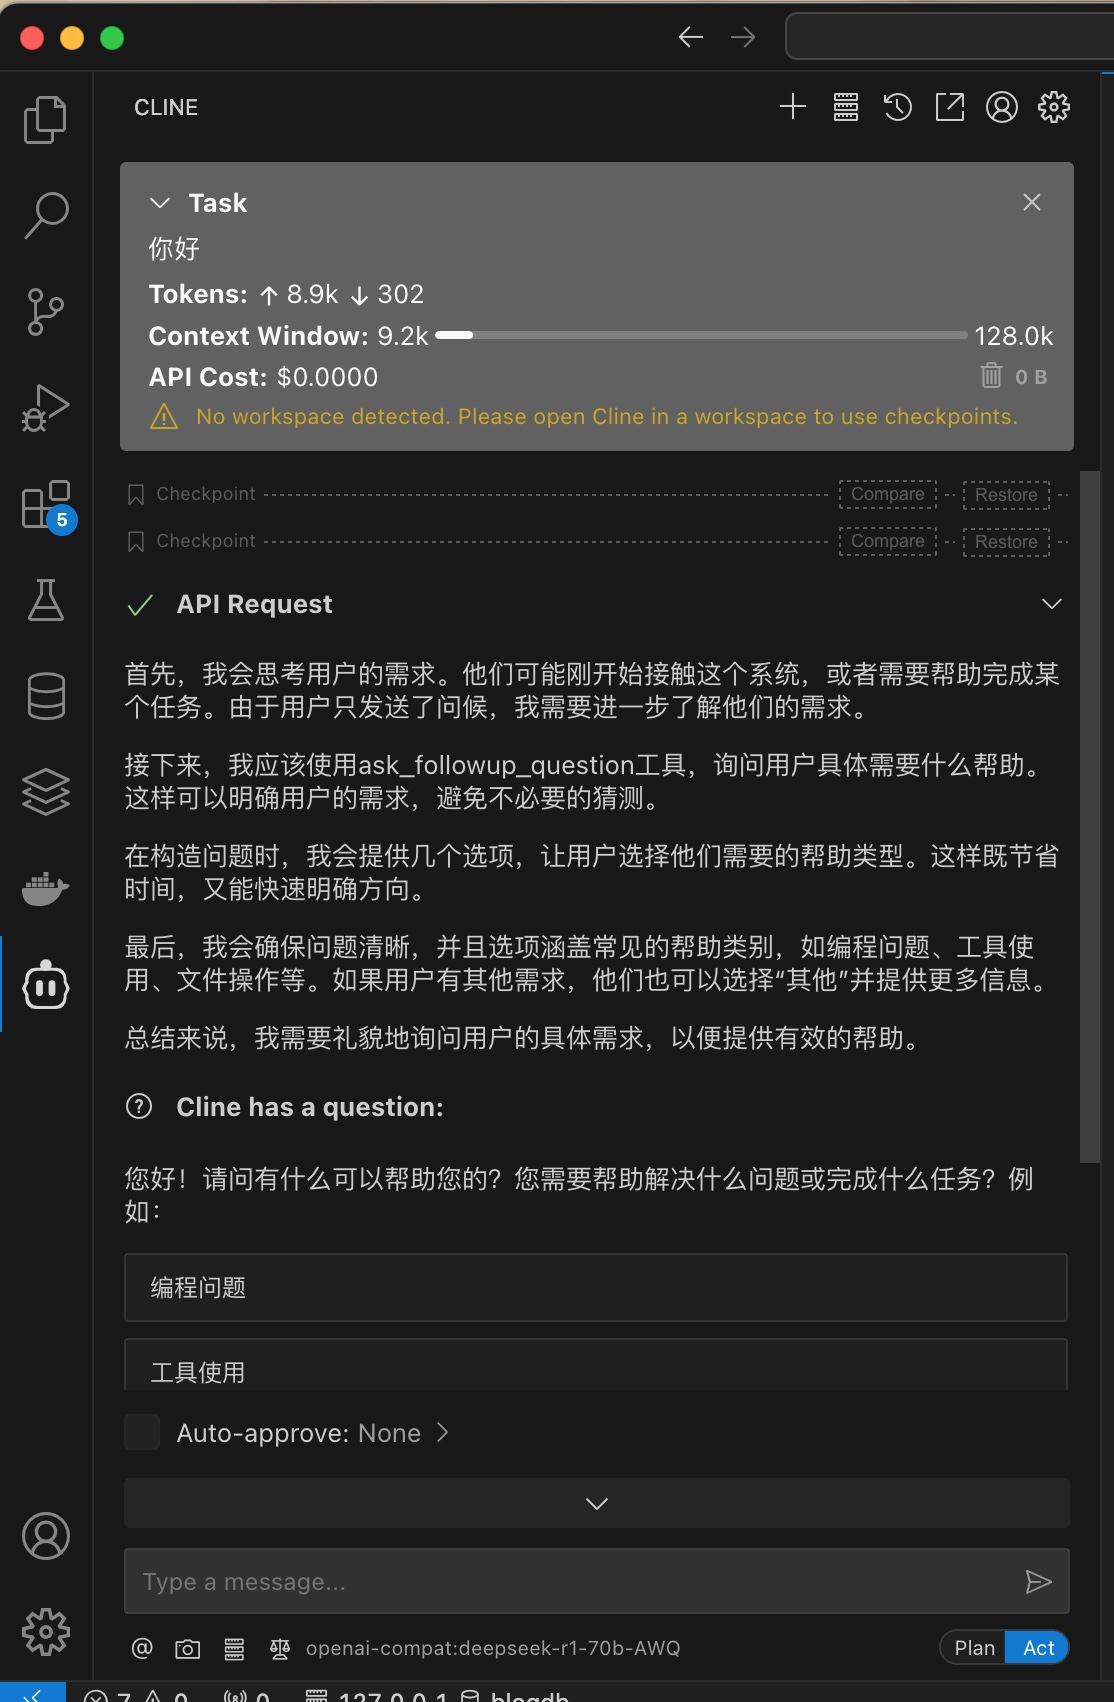 CLINE
Task
你好
Tokens: ↑ 8.9k ↓ 302
Context Window: 9.2k 128.0k
API Cost: $0.0000 0 B
No workspace detected. Please open Cline in a workspace to use checkpoints.
Checkpoint Compare Restore
Checkpoint Compare Restore
5
API Request
首先，我会思考用户的需求。他们可能刚开始接触这个系统，或者需要帮助完成某
个任务。由于用户只发送了问候，我需要进一步了解他们的需求。
接下来，我应该使用ask_followup_question工具，询问用户具体需要什么帮助。
这样可以明确用户的需求，避免不必要的猜测。
在构造问题时，我会提供几个选项，让用户选择他们需要的帮助类型。这样既节省
时间，又能快速明确方向。
最后，我会确保问题清晰，并且选项涵盖常见的帮助类别，如编程问题、工具使
用、文件操作等。如果用户有其他需求，他们也可以选择“其他”并提供更多信息。
总结来说，我需要礼貌地询问用户的具体需求，以便提供有效的帮助。
Cline has a question:
您好！请问有什么可以帮助您的？您需要帮助解决什么问题或完成什么任务？例
如：
编程问题
工具使用
Auto-approve: None
Type a message...
@ openai-compat:deepseek-r1-70b-AWQ Plan Act
7 0 0 127.0.0.1 blogdb